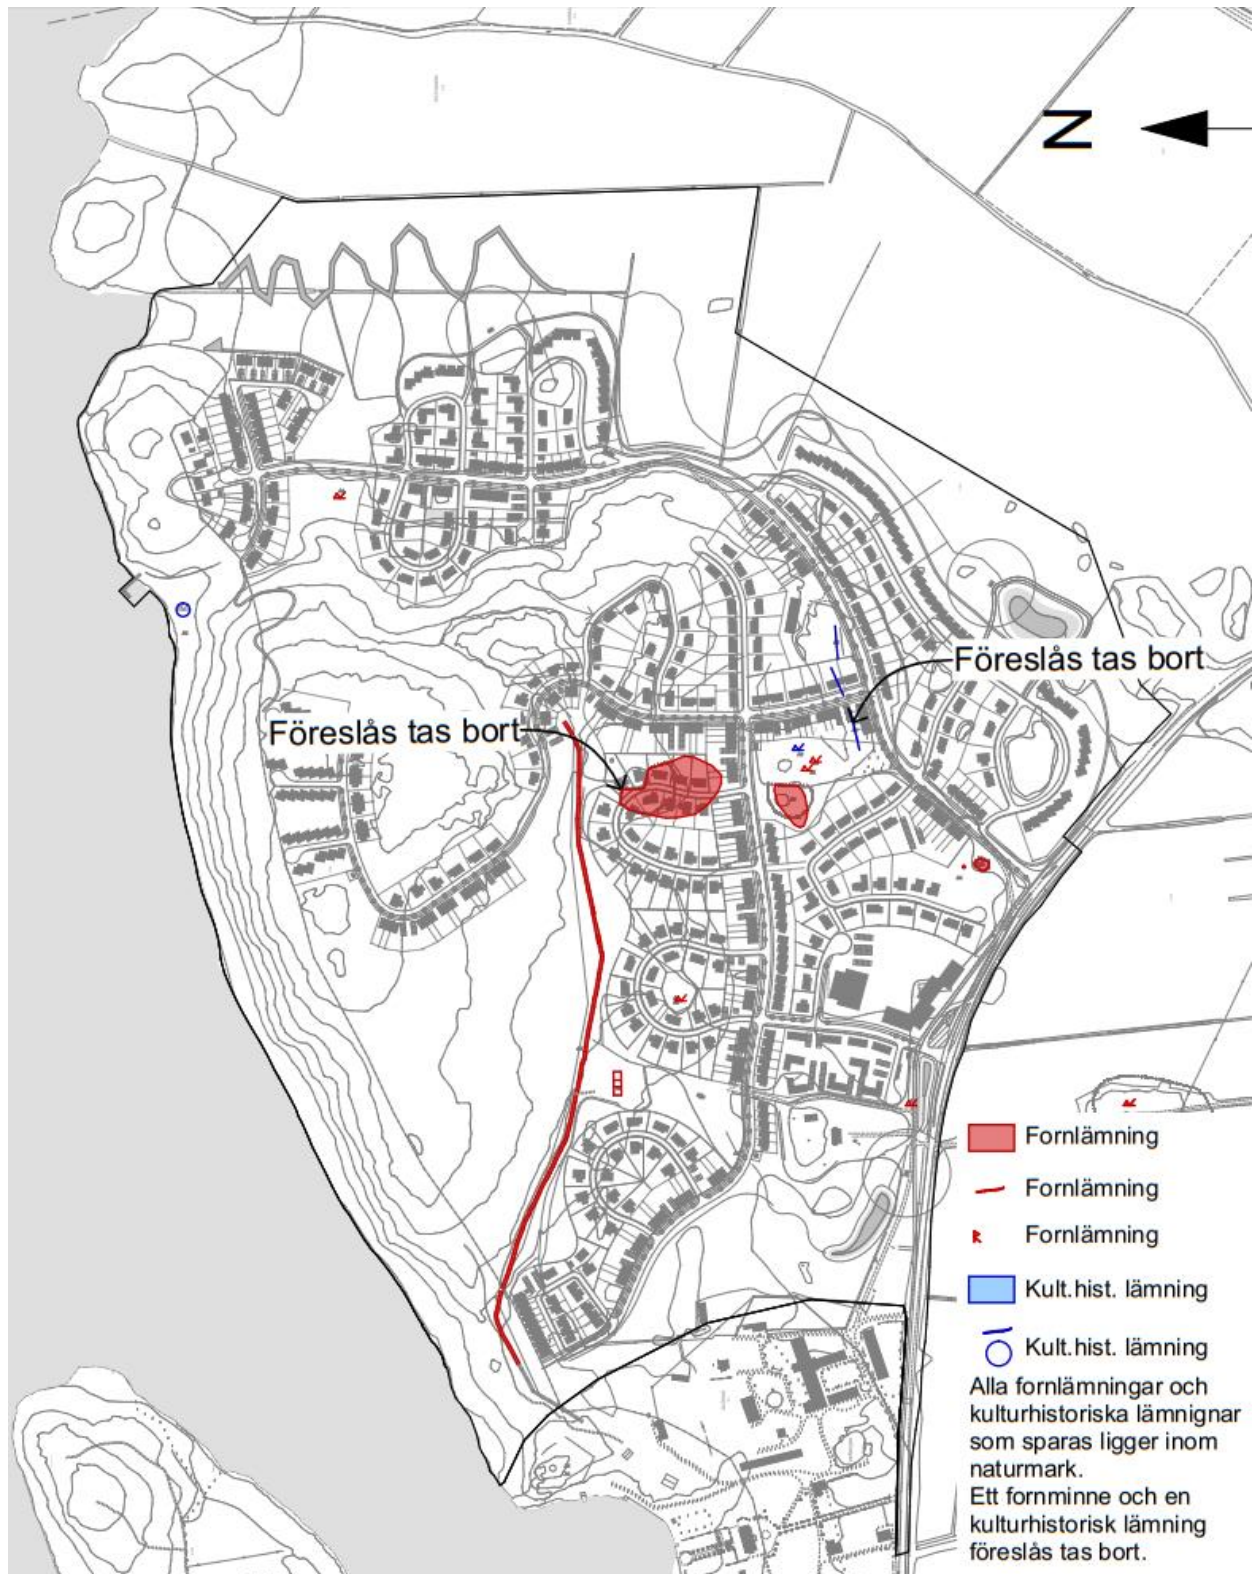 N
Föreslås tas bort
Föreslås tas bort
Fornlämning
Fornlämning
Fornlämning
Kult.hist. lämning
Kult.hist. lämning
Alla fornlämningar och
kulturhistoriska lämnignar
som sparas ligger inom
naturmark.
Ett fornminne och en
kulturhistorisk lämning
föreslås tas bort.